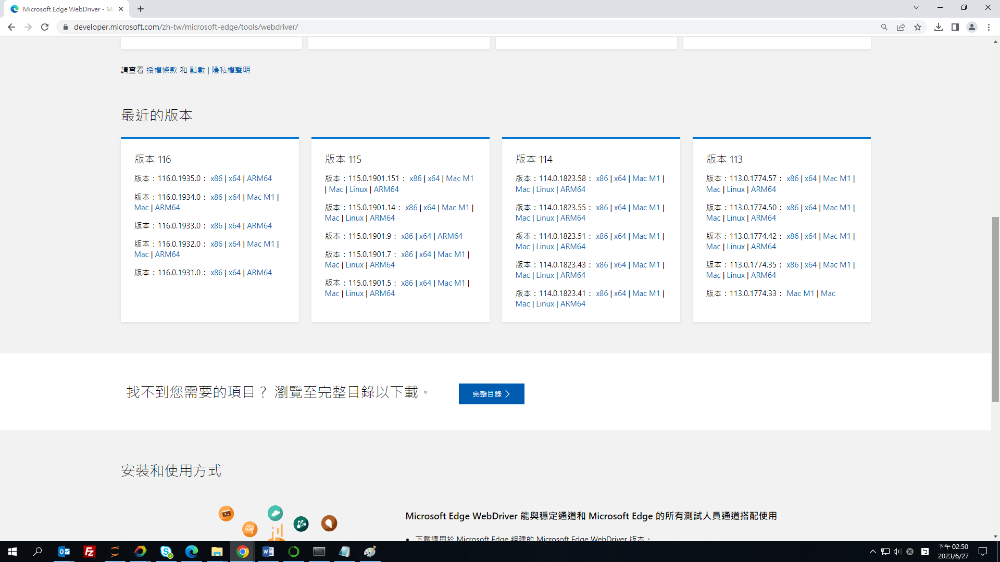 Microsoft Edge WebDriver - Mi
developer.microsoft.com/zh-tw/microsoft-edge/tools/webdriver/
請查看 授權條款 和 點數 | 隱私權聲明
最近的版本
版本 116
版本：116.0.1935.0： x86 | x64 | ARM64
版本：116.0.1934.0： x86 | x64 | Mac M1 |
Mac | ARM64
版本：116.0.1933.0： x86 | x64 | ARM64
版本：116.0.1932.0： x86 | x64 | Mac M1 |
Mac | ARM64
版本：116.0.1931.0： x86 | x64 | ARM64
版本 115
版本：115.0.1901.151： x86 | x64 | Mac M1
| Mac | Linux | ARM64
版本：115.0.1901.14： x86 | x64 | Mac M1 |
Mac | Linux | ARM64
版本：115.0.1901.9： x86 | x64 | ARM64
版本：115.0.1901.7： x86 | x64 | Mac M1 |
Mac | Linux | ARM64
版本：115.0.1901.5： x86 | x64 | Mac M1 |
Mac | Linux | ARM64
版本 114
版本：114.0.1823.58： x86 | x64 | Mac M1 |
Mac | Linux | ARM64
版本：114.0.1823.55： x86 | x64 | Mac M1 |
Mac | Linux | ARM64
版本：114.0.1823.51： x86 | x64 | Mac M1 |
Mac | Linux | ARM64
版本：114.0.1823.43： x86 | x64 | Mac M1 |
Mac | Linux | ARM64
版本：114.0.1823.41： x86 | x64 | Mac M1 |
Mac | Linux | ARM64
版本 113
版本：113.0.1774.57： x86 | x64 | Mac M1 |
Mac | Linux | ARM64
版本：113.0.1774.50： x86 | x64 | Mac M1 |
Mac | Linux | ARM64
版本：113.0.1774.42： x86 | x64 | Mac M1 |
Mac | Linux | ARM64
版本：113.0.1774.35： x86 | x64 | Mac M1 |
Mac | Linux | ARM64
版本：113.0.1774.33： Mac M1 | Mac
找不到您需要的項目？ 瀏覽至完整目錄以下載。
完整目錄
安裝和使用方式
Microsoft Edge WebDriver 能與穩定通道和 Microsoft Edge 的所有測試人員通道搭配使用
• 下載適用於 Microsoft Edge 組建的 Microsoft Edge WebDriver 版本。
下午 02:50
2023/6/27